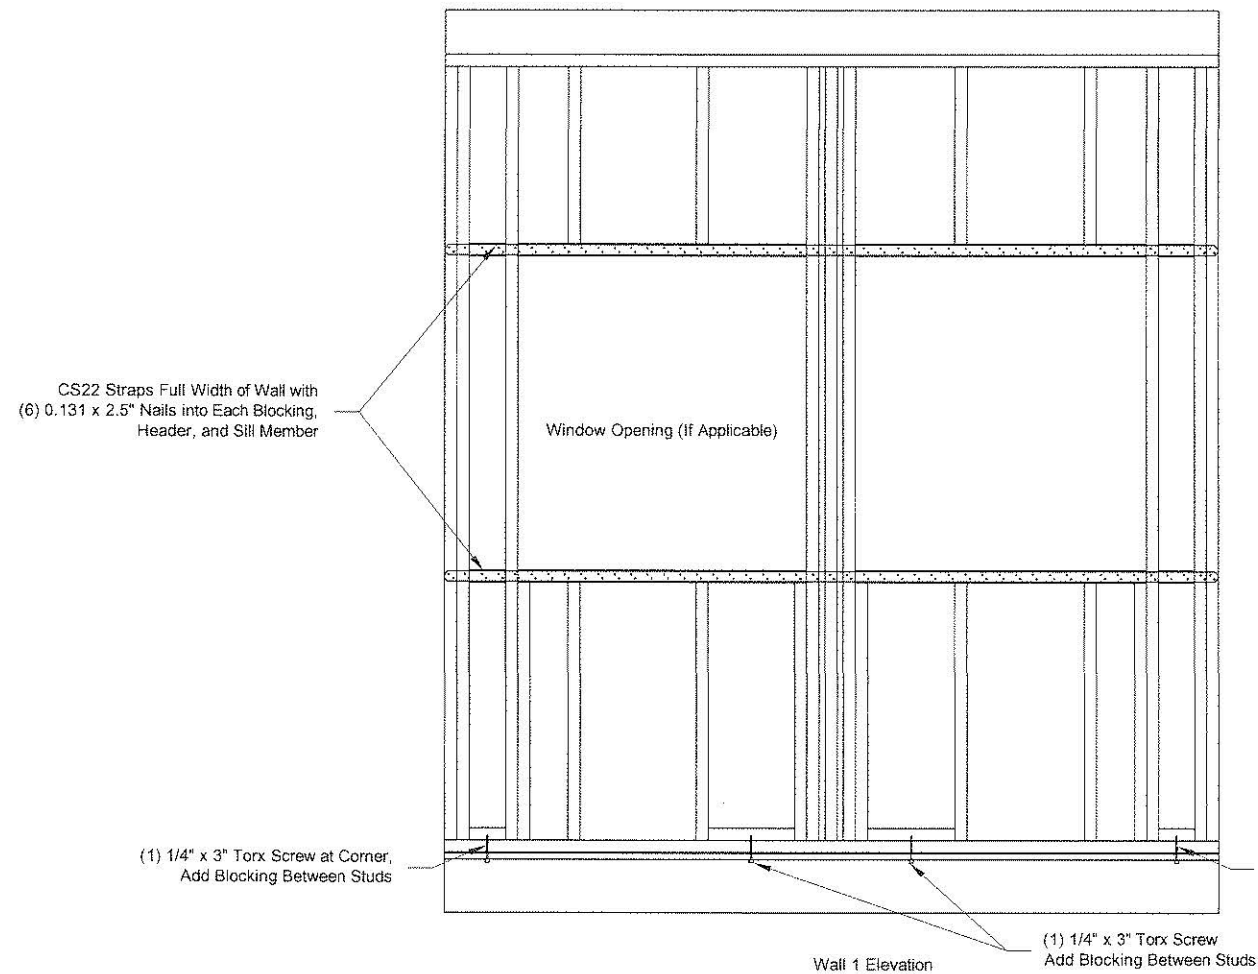 CS22 Straps Full Width of Wall with
(6) 0.131 x 2.5" Nails into Each Blocking,
Header, and Sill Member
Window Opening (If Applicable)
(1) 1/4" x 3" Torx Screw at Corner,
Add Blocking Between Studs
(1) 1/4" x 3" Torx Screw
Add Blocking Between Studs
Wall 1 Elevation